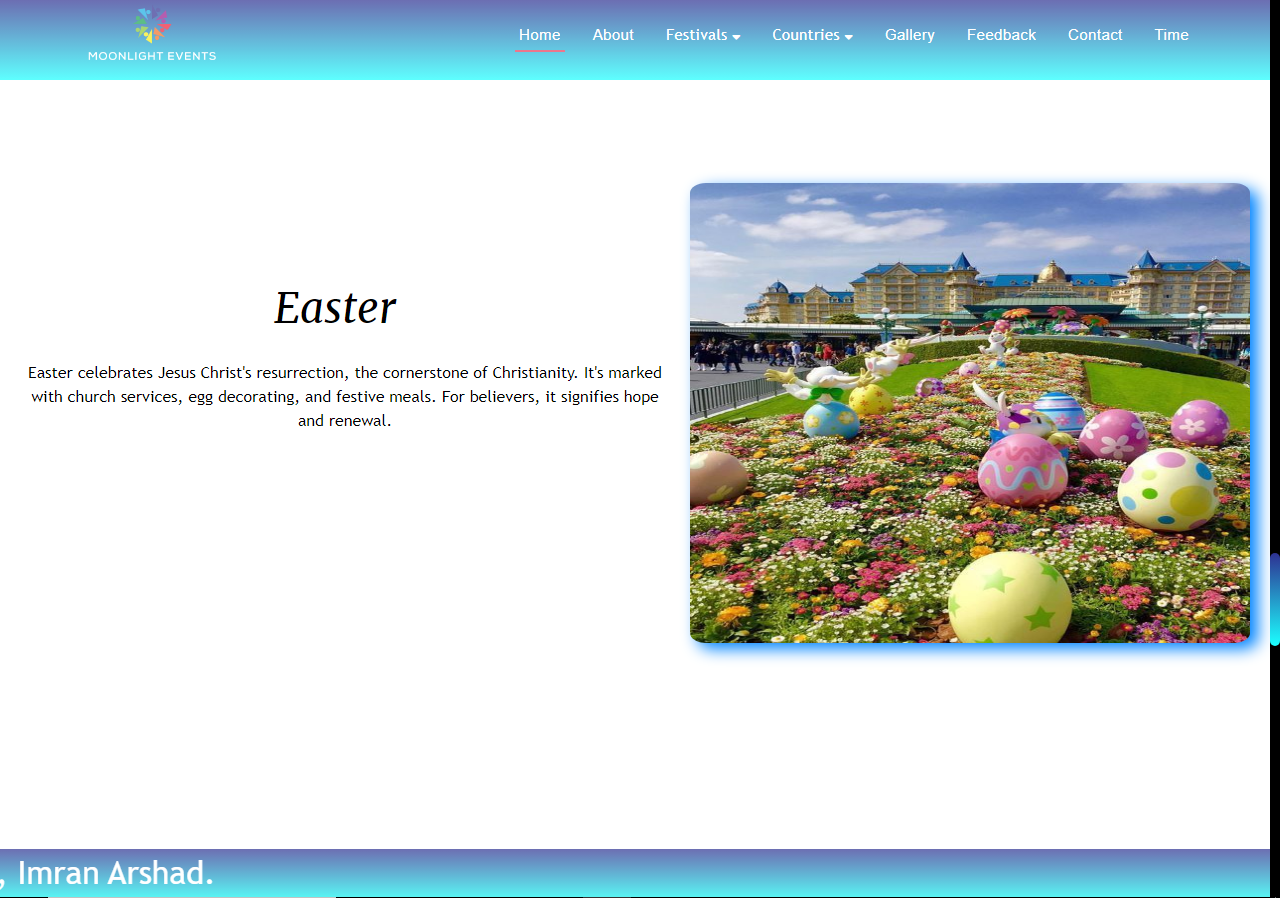 MOONLIGHT EVENTS
Home About Festivals Countries Gallery Feedback Contact Time
Easter
Easter celebrates Jesus Christ's resurrection, the cornerstone of Christianity. It's marked
with church services, egg decorating, and festive meals. For believers, it signifies hope
and renewal.
, Imran Arshad.